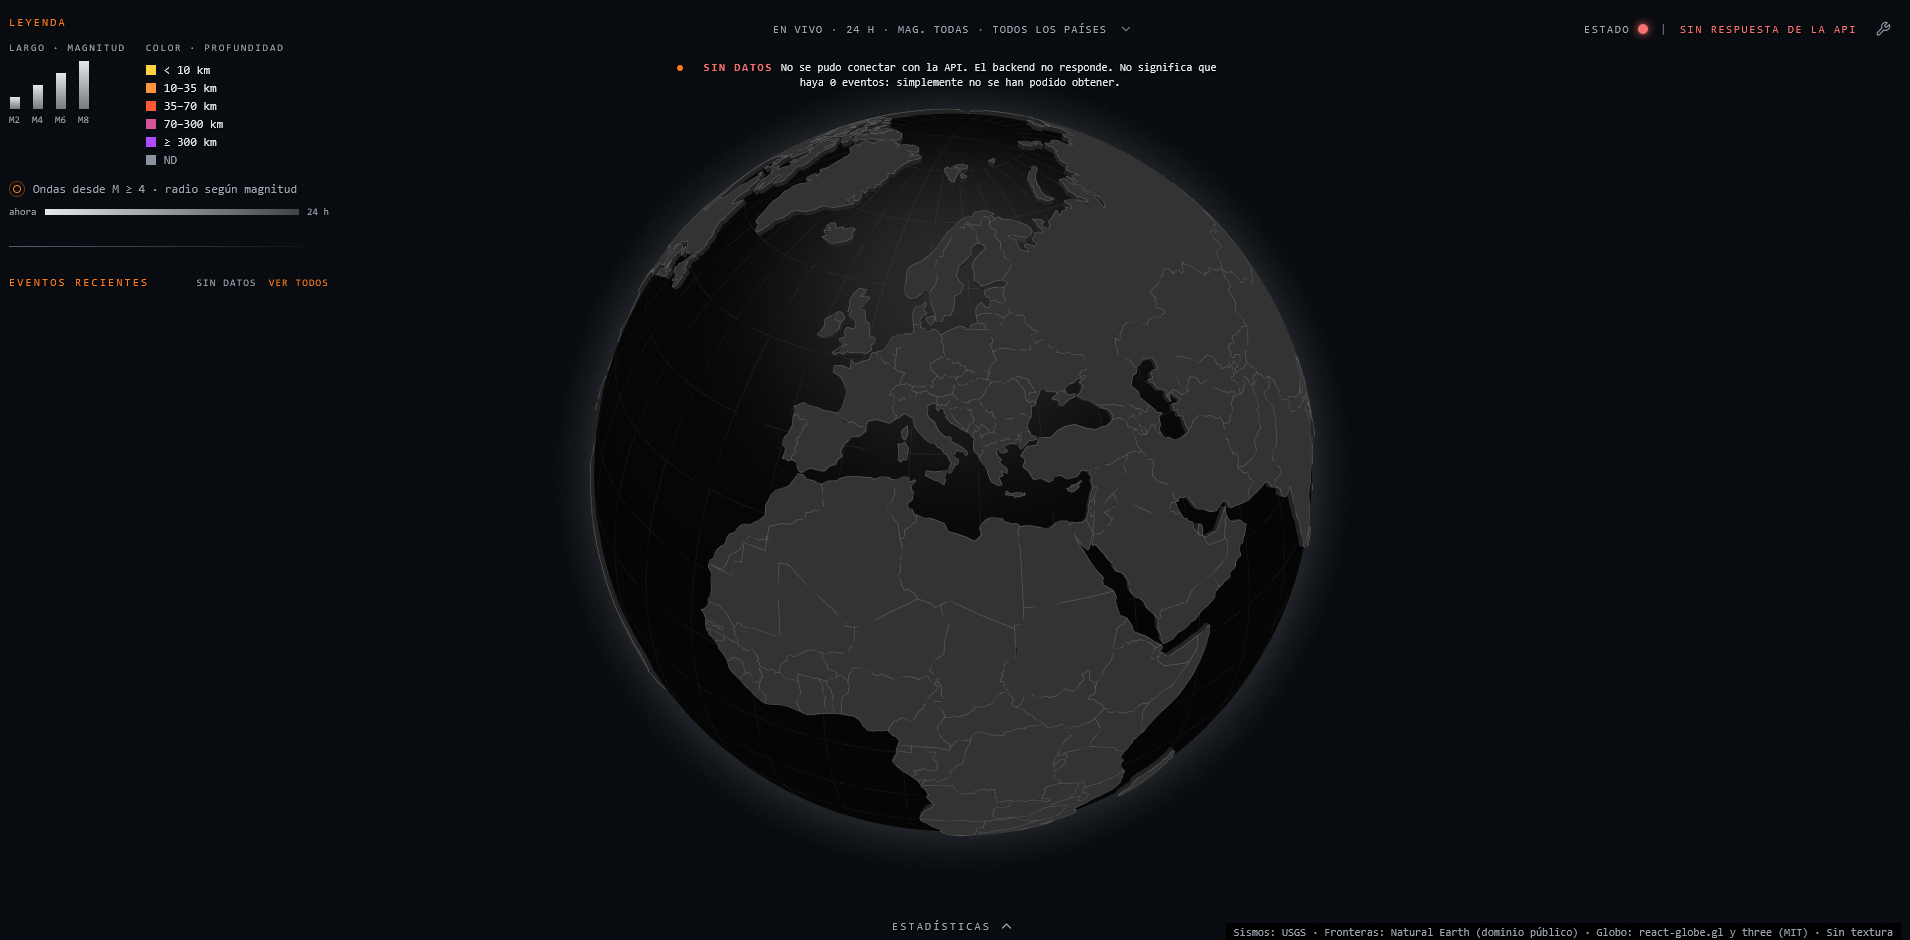 LEYENDA
LARGO · MAGNITUD
M2 M4 M6 M8
COLOR · PROFUNDIDAD
< 10 km
10–35 km
35–70 km
70–300 km
≥ 300 km
ND
Ondas desde M ≥ 4 · radio según magnitud
ahora 24 h
EVENTOS RECIENTES SIN DATOS VER TODOS
EN VIVO · 24 H · MAG. TODAS · TODOS LOS PAÍSES
SIN DATOS No se pudo conectar con la API. El backend no responde. No significa que
haya 0 eventos: simplemente no se han podido obtener.
ESTADO | SIN RESPUESTA DE LA API
ESTADÍSTICAS
Sismos: USGS · Fronteras: Natural Earth (dominio público) · Globo: react-globe.gl y three (MIT) · Sin textura